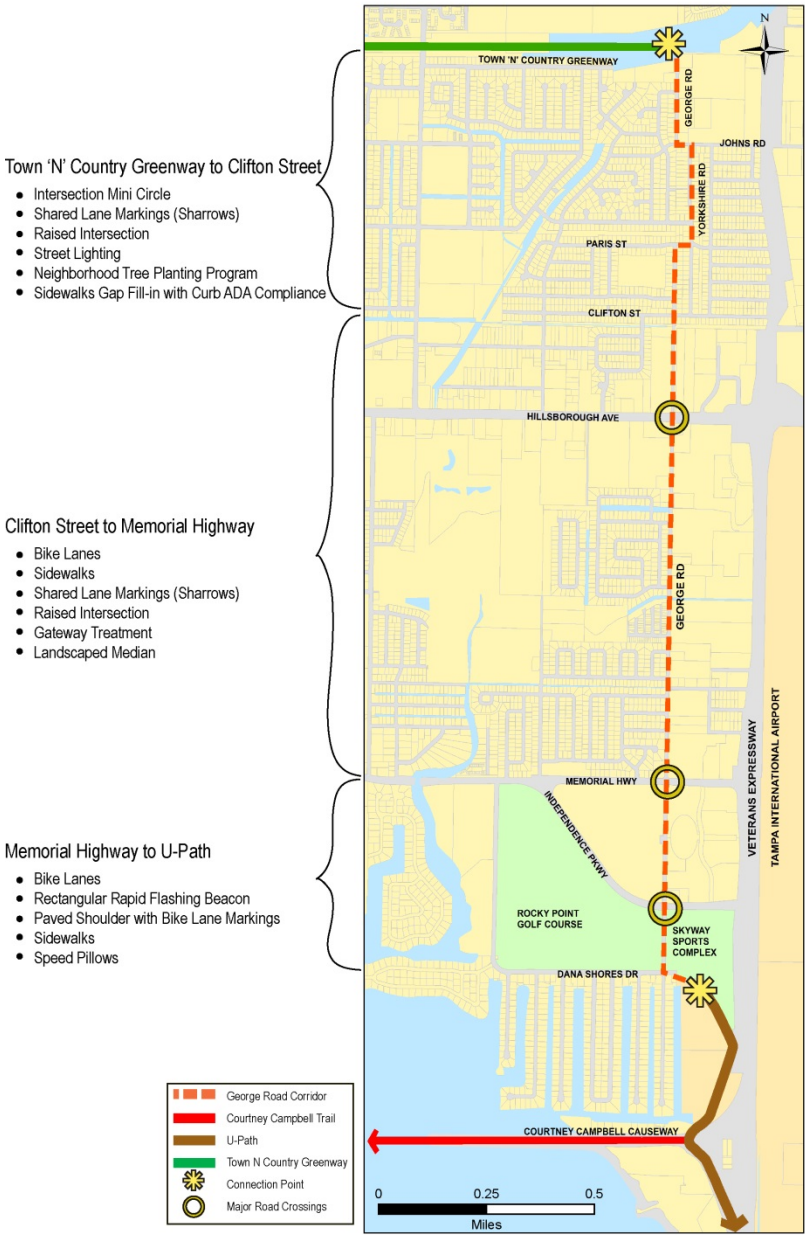 Town ‘N’ Country Greenway to Clifton Street
• Intersection Mini Circle
• Shared Lane Markings (Sharrows)
• Raised Intersection
• Street Lighting
• Neighborhood Tree Planting Program
• Sidewalks Gap Fill-in with Curb ADA Compliance
Clifton Street to Memorial Highway
• Bike Lanes
• Sidewalks
• Shared Lane Markings (Sharrows)
• Raised Intersection
• Gateway Treatment
• Landscaped Median
Memorial Highway to U-Path
• Bike Lanes
• Rectangular Rapid Flashing Beacon
• Paved Shoulder with Bike Lane Markings
• Sidewalks
• Speed Pillows
N
TOWN 'N' COUNTRY GREENWAY
GEORGE RD
JOHNS RD
YORKSHIRE RD
PARIS ST
CLIFTON ST
HILLSBOROUGH AVE
GEORGE RD
VETERANS EXPRESSWAY
TAMPA INTERNATIONAL AIRPORT
MEMORIAL HWY
INDEPENDENCE PKWY
ROCKY POINT
GOLF COURSE
SKYWAY
SPORTS
COMPLEX
DANA SHORES DR
COURTNEY CAMPBELL CAUSEWAY
George Road Corridor
Courtney Campbell Trail
U-Path
Town N Country Greenway
Connection Point
Major Road Crossings
0 0.25 0.5
Miles